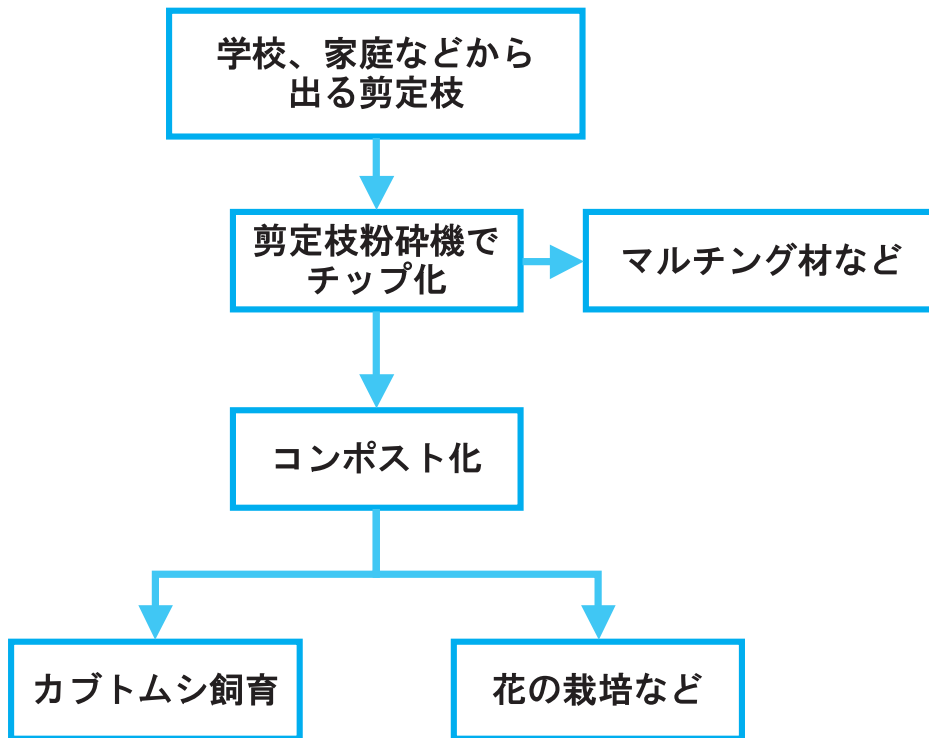 学校、家庭などから
出る剪定枝
剪定枝粉砕機で
チップ化
マルチング材など
コンポスト化
カブトムシ飼育
花の栽培など